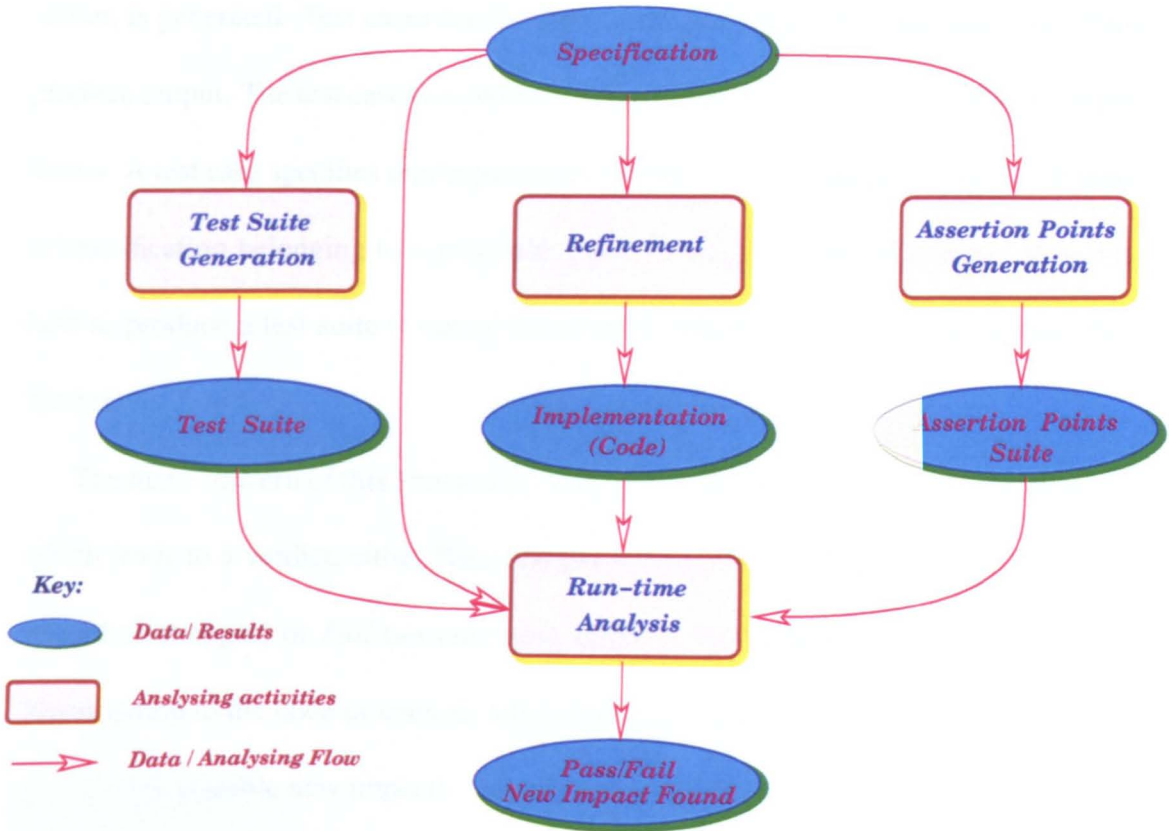 Specification
Test Suite
Generation
Refinement
Assertion Points
Generation
Test Suite
Implementation
(Code)
Assertion Points
Suite
Key:
Data/ Results
Anslysing activities
Data / Analysing Flow
Run-time
Analysis
Pass/Fail
New Impact Found